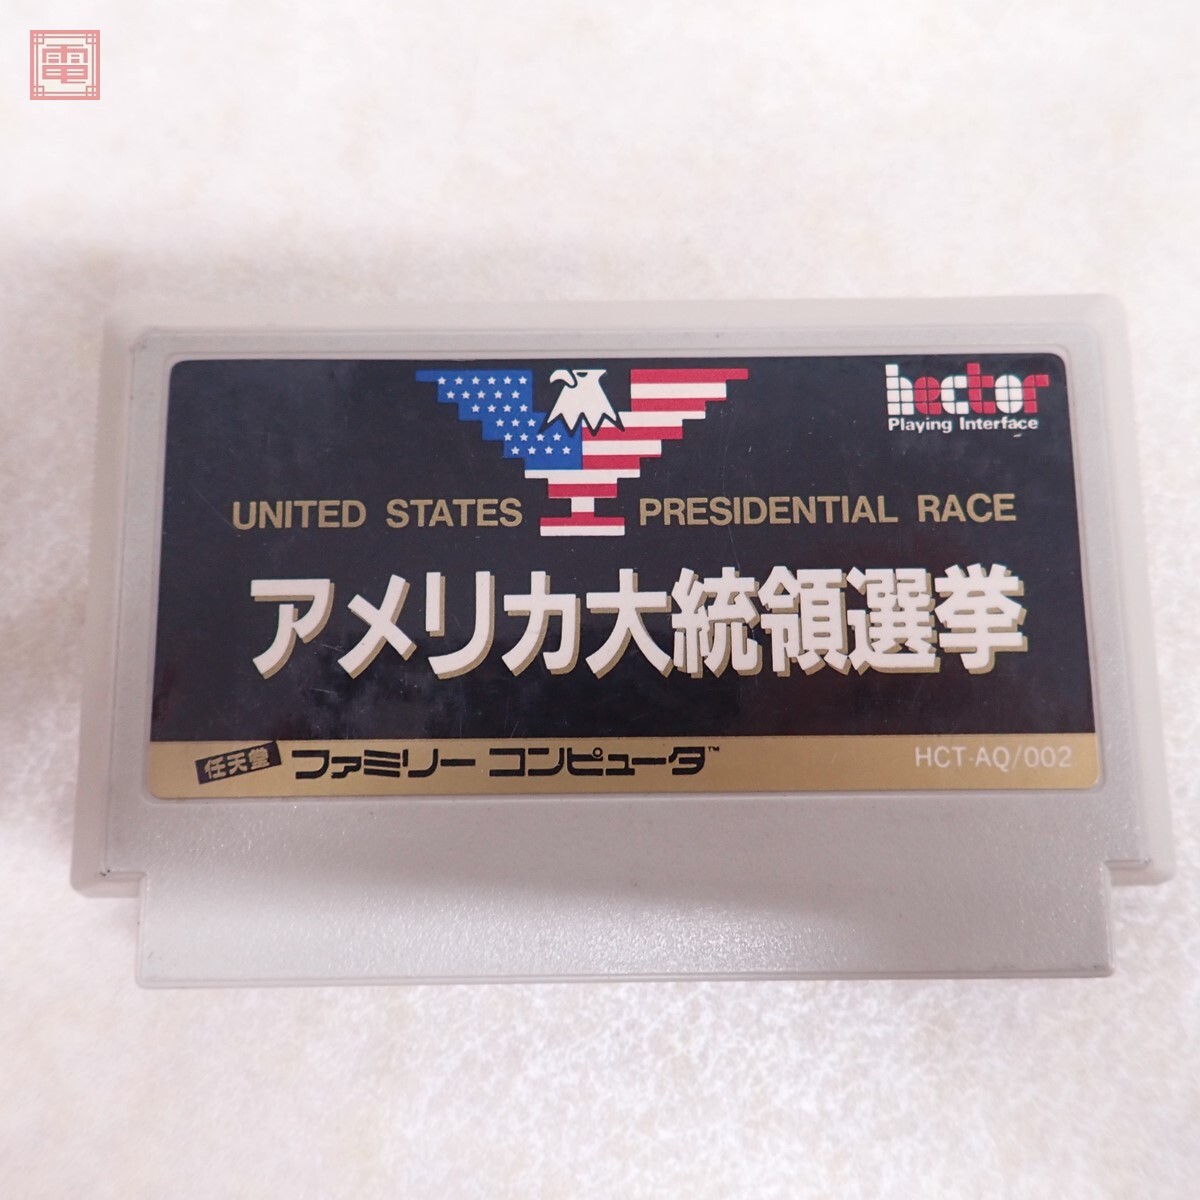 電
hector
Playing Interface
UNITED STATES PRESIDENTIAL RACE
アメリカ大統領選挙
任天堂 ファミリーコンピュータ™ HCT-AQ/002